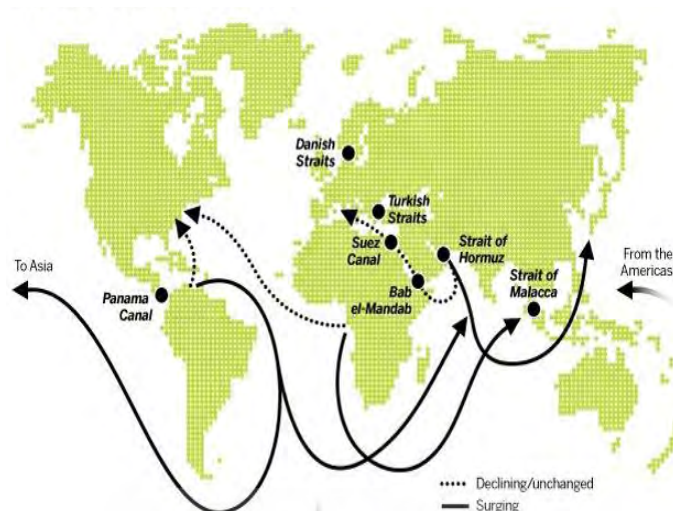 Danish
Straits
Turkish
Straits
Suez
Canal
Strait of
Hormuz
To Asia
From the
Americas
Strait of
Malacca
Panama
Canal
Bab
el-Mandab
Declining/unchanged
Surging